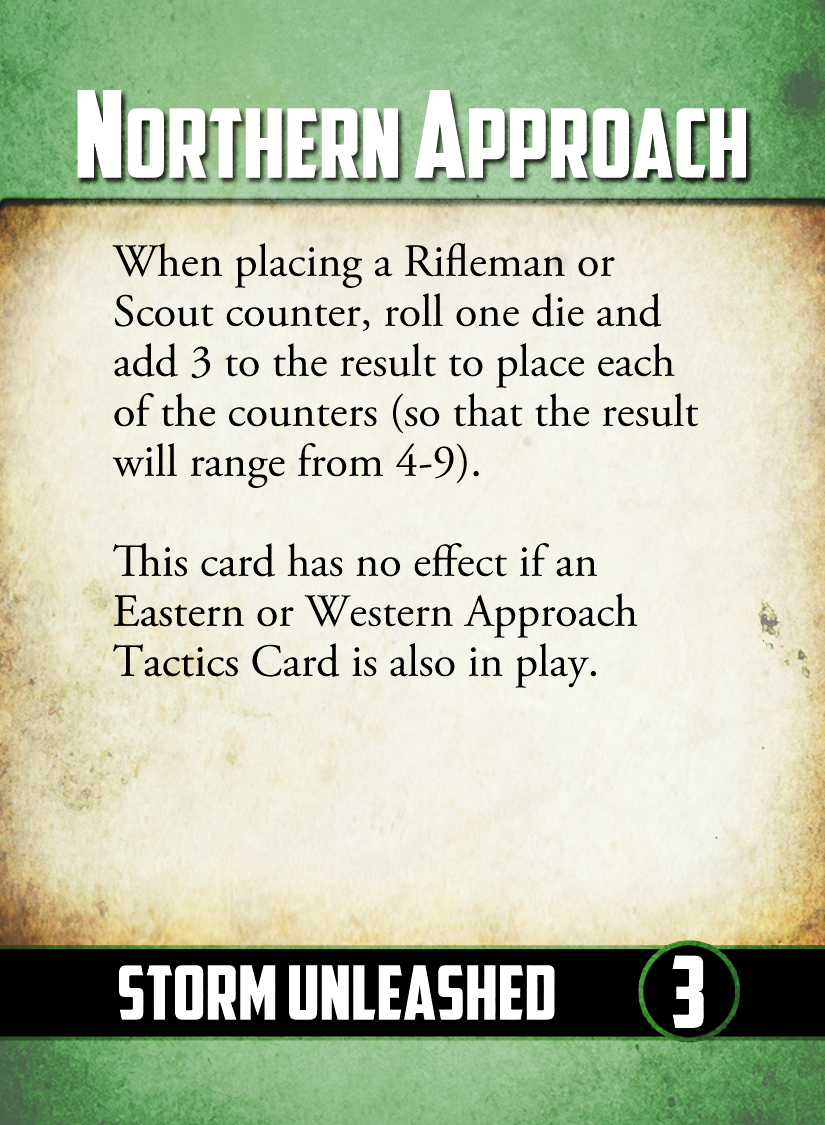 Northern Approach
When placing a Rifleman or
Scout counter, roll one die and
add 3 to the result to place each
of the counters (so that the result
will range from 4-9).
This card has no effect if an
Eastern or Western Approach
Tactics Card is also in play.
STORM UNLEASHED 3